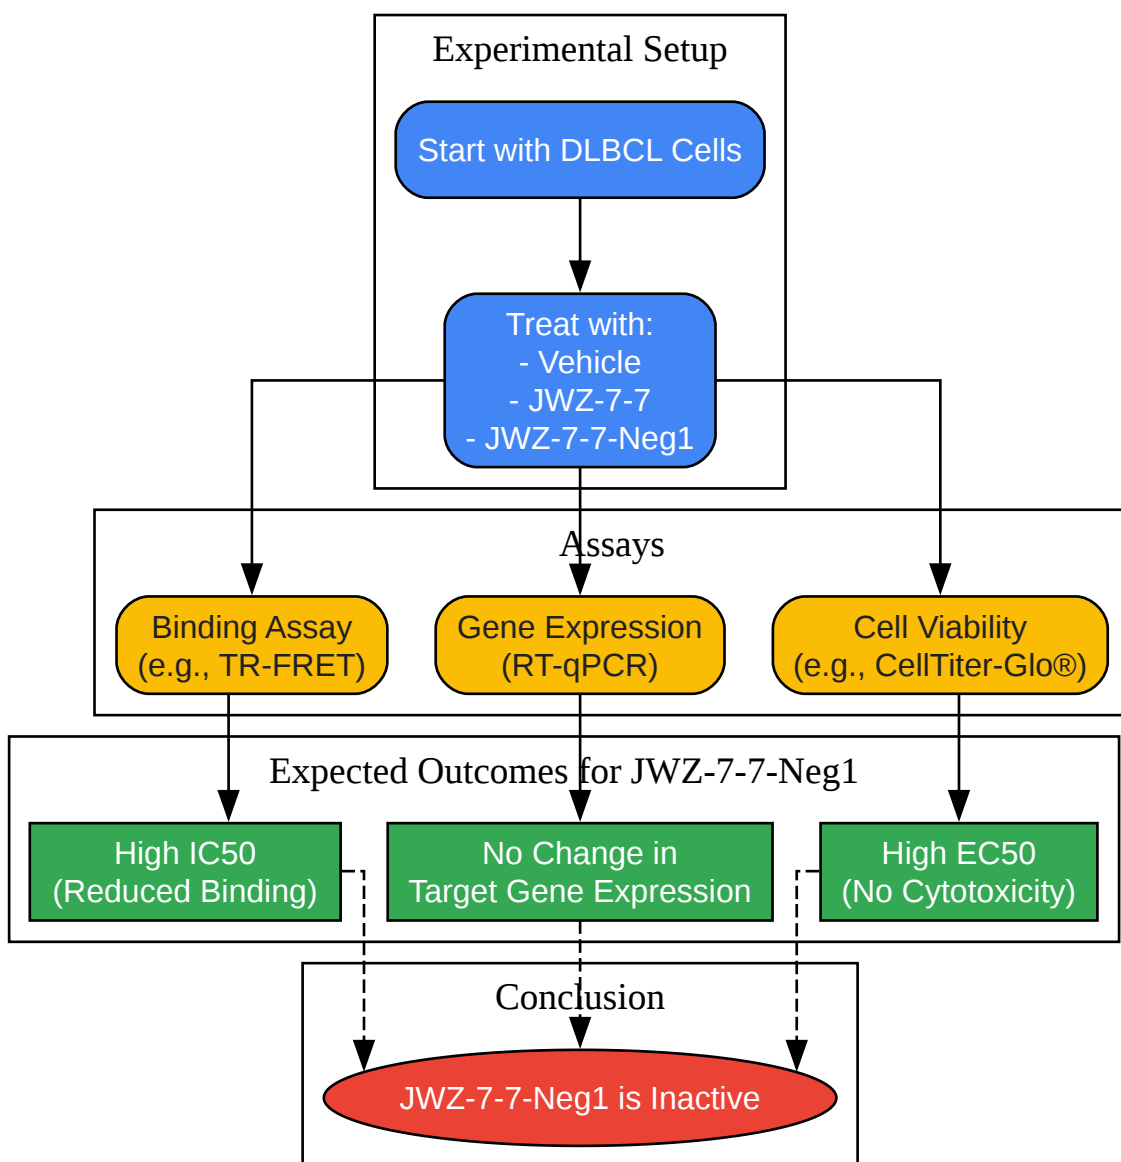 Experimental Setup
Start with DLBCL Cells
Treat with:
- Vehicle
- JWZ-7-7
- JWZ-7-7-Neg1
Assays
Binding Assay
(e.g., TR-FRET)
Gene Expression
(RT-qPCR)
Cell Viability
(e.g., CellTiter-Glo®)
Expected Outcomes for JWZ-7-7-Neg1
High IC50
(Reduced Binding)
No Change in
Target Gene Expression
High EC50
(No Cytotoxicity)
Conclusion
JWZ-7-7-Neg1 is Inactive